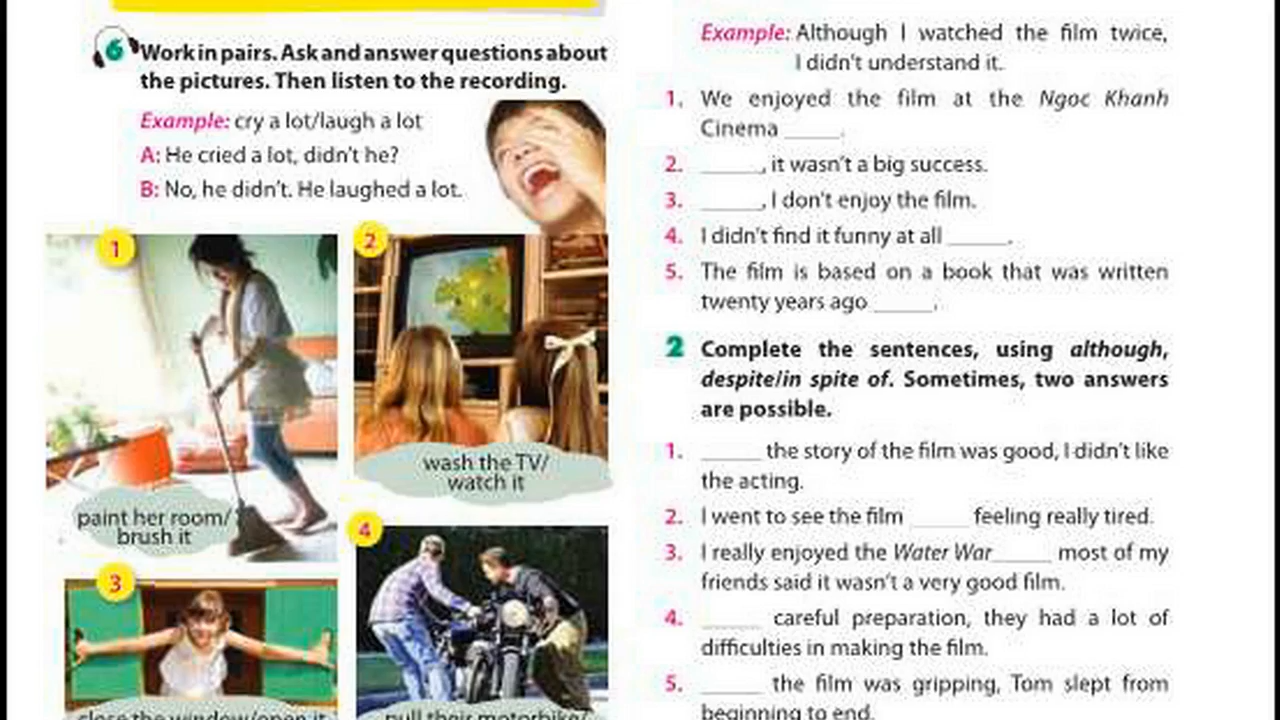 6 Work in pairs. Ask and answer questions about
the pictures. Then listen to the recording.
Example: cry a lot/laugh a lot
A: He cried a lot, didn't he?
B: No, he didn't. He laughed a lot.
1
paint her room/
brush it
2
wash the TV/
watch it
3
close the window/open it
4
pull their motorbike/
Example: Although I watched the film twice,
I didn't understand it.
1. We enjoyed the film at the Ngoc Khanh
Cinema _____.
2. _____, it wasn't a big success.
3. _____, I don't enjoy the film.
4. I didn't find it funny at all _____.
5. The film is based on a book that was written
twenty years ago _____.
2 Complete the sentences, using although,
despite/in spite of. Sometimes, two answers
are possible.
1. _____ the story of the film was good, I didn't like
the acting.
2. I went to see the film _____ feeling really tired.
3. I really enjoyed the Water War_____ most of my
friends said it wasn't a very good film.
4. _____ careful preparation, they had a lot of
difficulties in making the film.
5. _____ the film was gripping, Tom slept from
beginning to end.